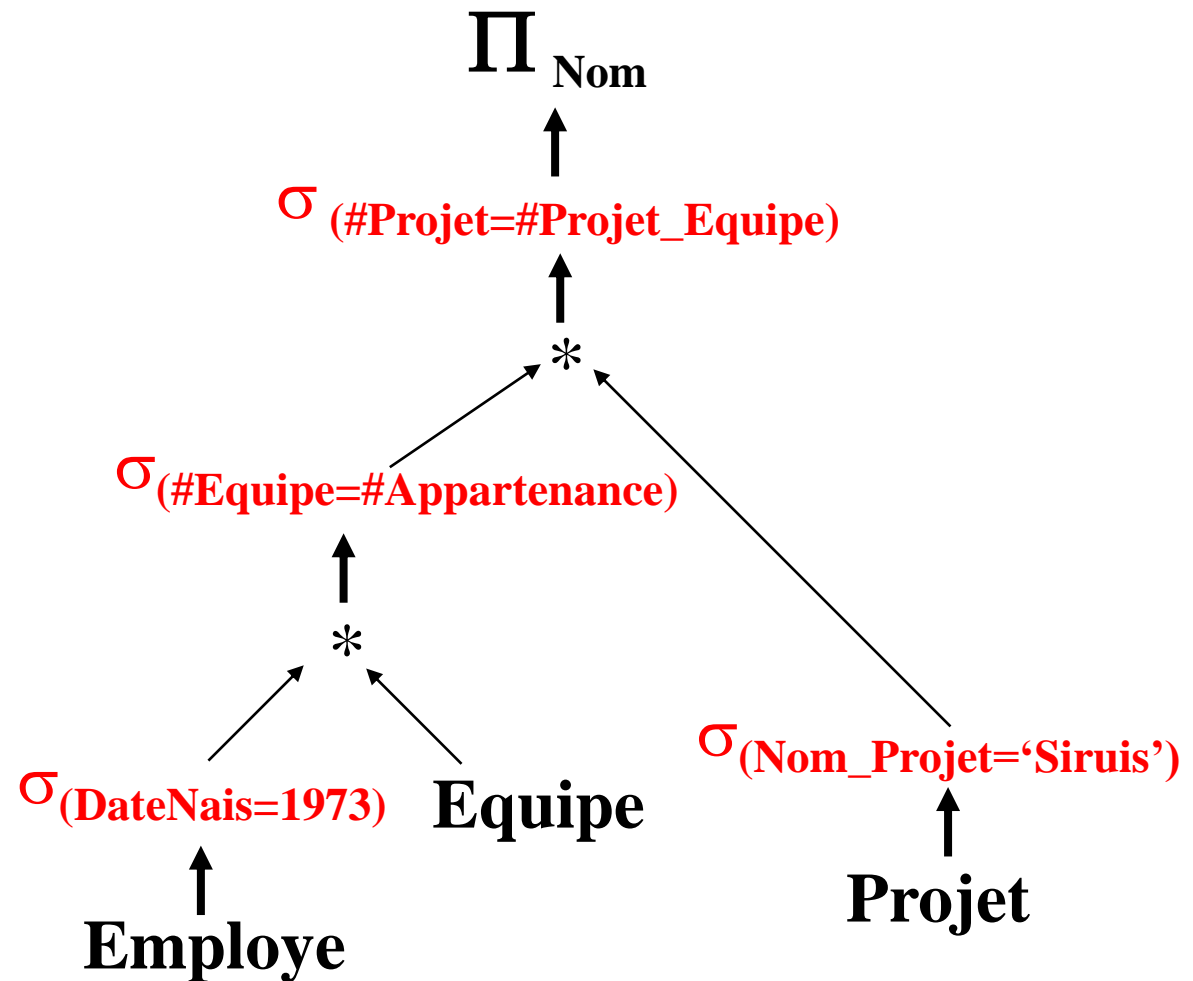 Π Nom
σ (#Projet=#Projet_Equipe)
*
σ(#Equipe=#Appartenance)
*
σ(Nom_Projet=‘Siruis’)
σ(DateNais=1973)
Equipe
Projet
Employe